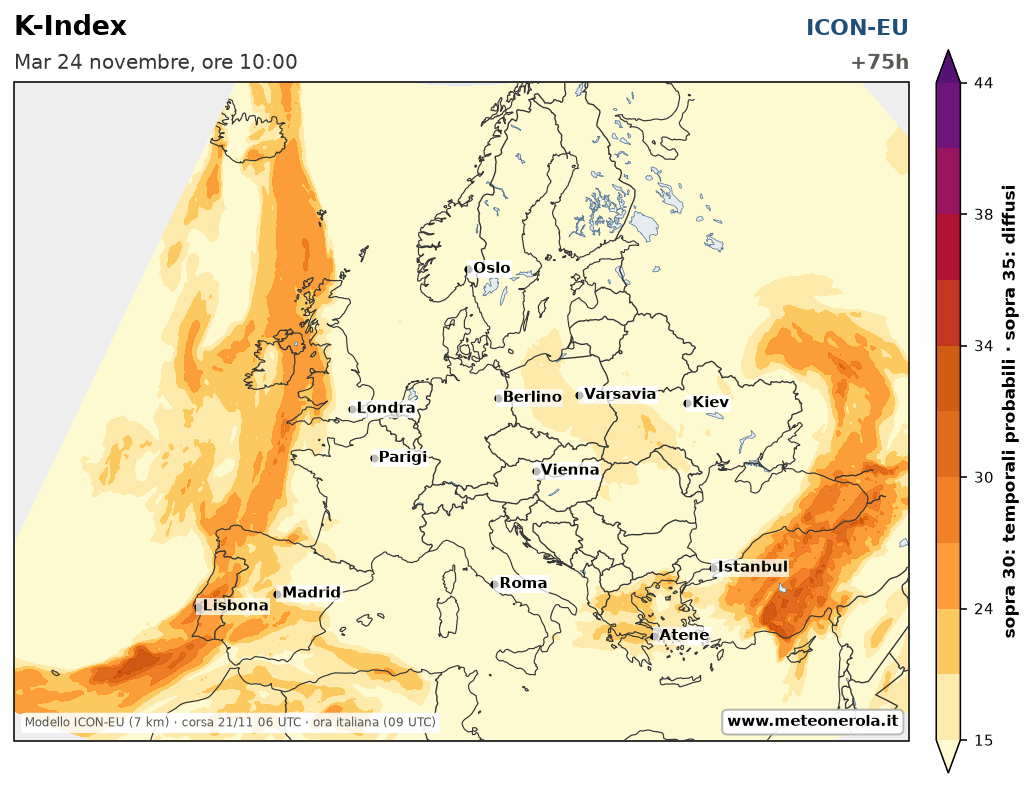 K-Index
ICON-EU
Mar 24 novembre, ore 10:00
+75h
44
38
34
30
24
15
sopra 30: temporali probabili · sopra 35: diffusi
Oslo
Berlino
Varsavia
Kiev
Londra
Parigi
Vienna
Istanbul
Roma
Madrid
Lisbona
Atene
Modello ICON-EU (7 km) · corsa 21/11 06 UTC · ora italiana (09 UTC)
www.meteonerola.it